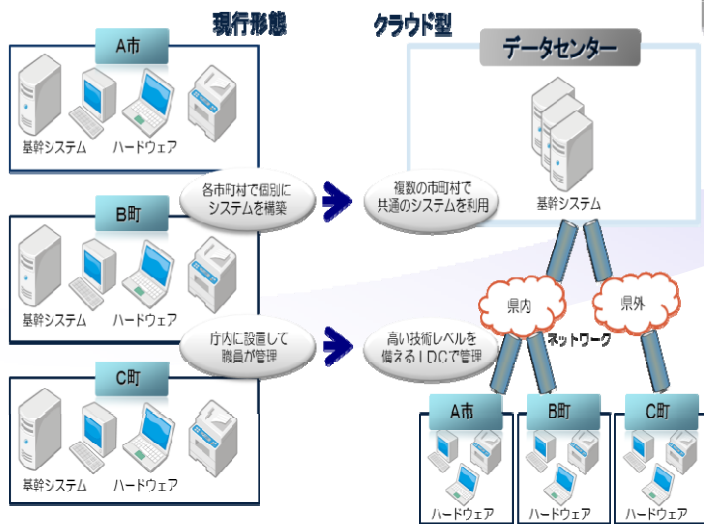 現行形態
A市
基幹システム
ハードウェア
B町
基幹システム
ハードウェア
C町
基幹システム
ハードウェア
各市町村で個別に
システムを構築
庁内に設置して
職員が管理
クラウド型
複数の市町村で
共通のシステムを利用
高い技術レベルを
備えるIDCで管理
データセンター
基幹システム
県内
県外
ネットワーク
A市
ハードウェア
B町
ハードウェア
C町
ハードウェア